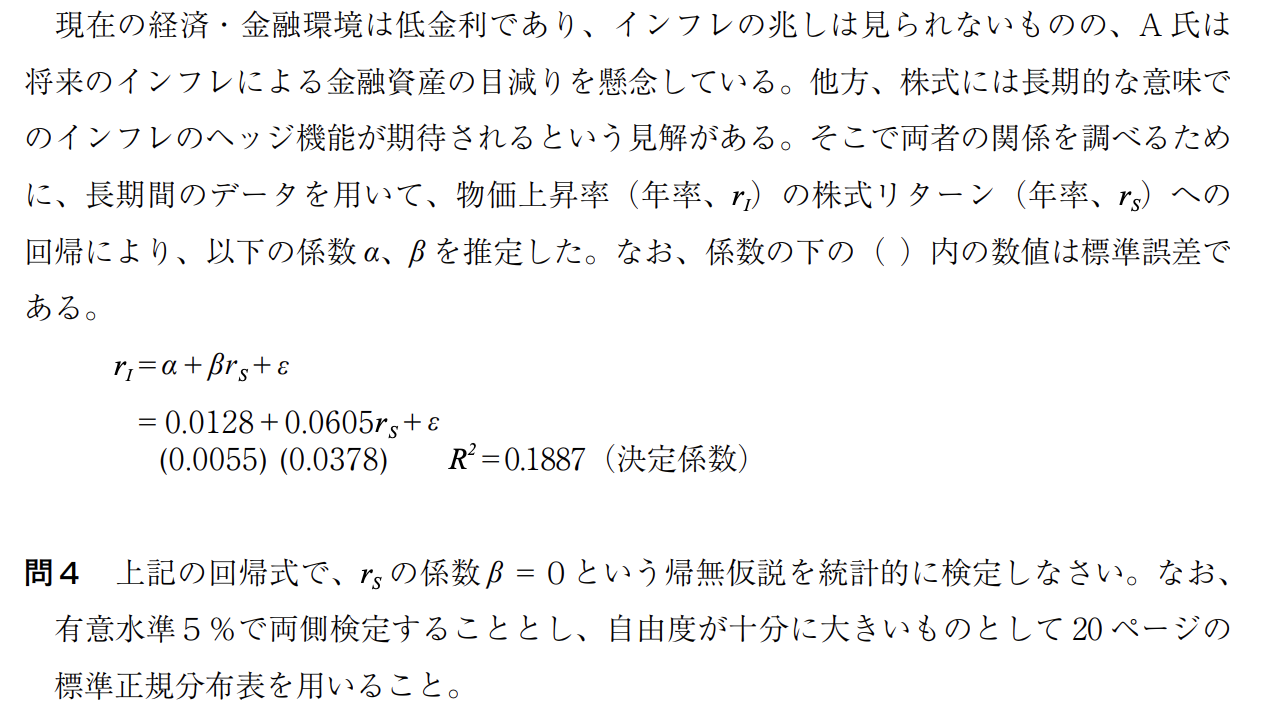 現在の経済・金融環境は低金利であり、インフレの兆しは見られないものの、A 氏は
将来のインフレによる金融資産の目減りを懸念している。他方、株式には長期的な意味で
のインフレのヘッジ機能が期待されるという見解がある。そこで両者の関係を調べるため
に、長期間のデータを用いて、物価上昇率（年率、r_I）の株式リターン（年率、r_S）への
回帰により、以下の係数 α、β を推定した。なお、係数の下の（ ）内の数値は標準誤差で
ある。
r_I = α + βr_S + ε
= 0.0128 + 0.0605r_S + ε
(0.0055) (0.0378) R² = 0.1887（決定係数）
問4 上記の回帰式で、r_S の係数 β = 0 という帰無仮説を統計的に検定しなさい。なお、
有意水準５％で両側検定することとし、自由度が十分に大きいものとして 20 ページの
標準正規分布表を用いること。